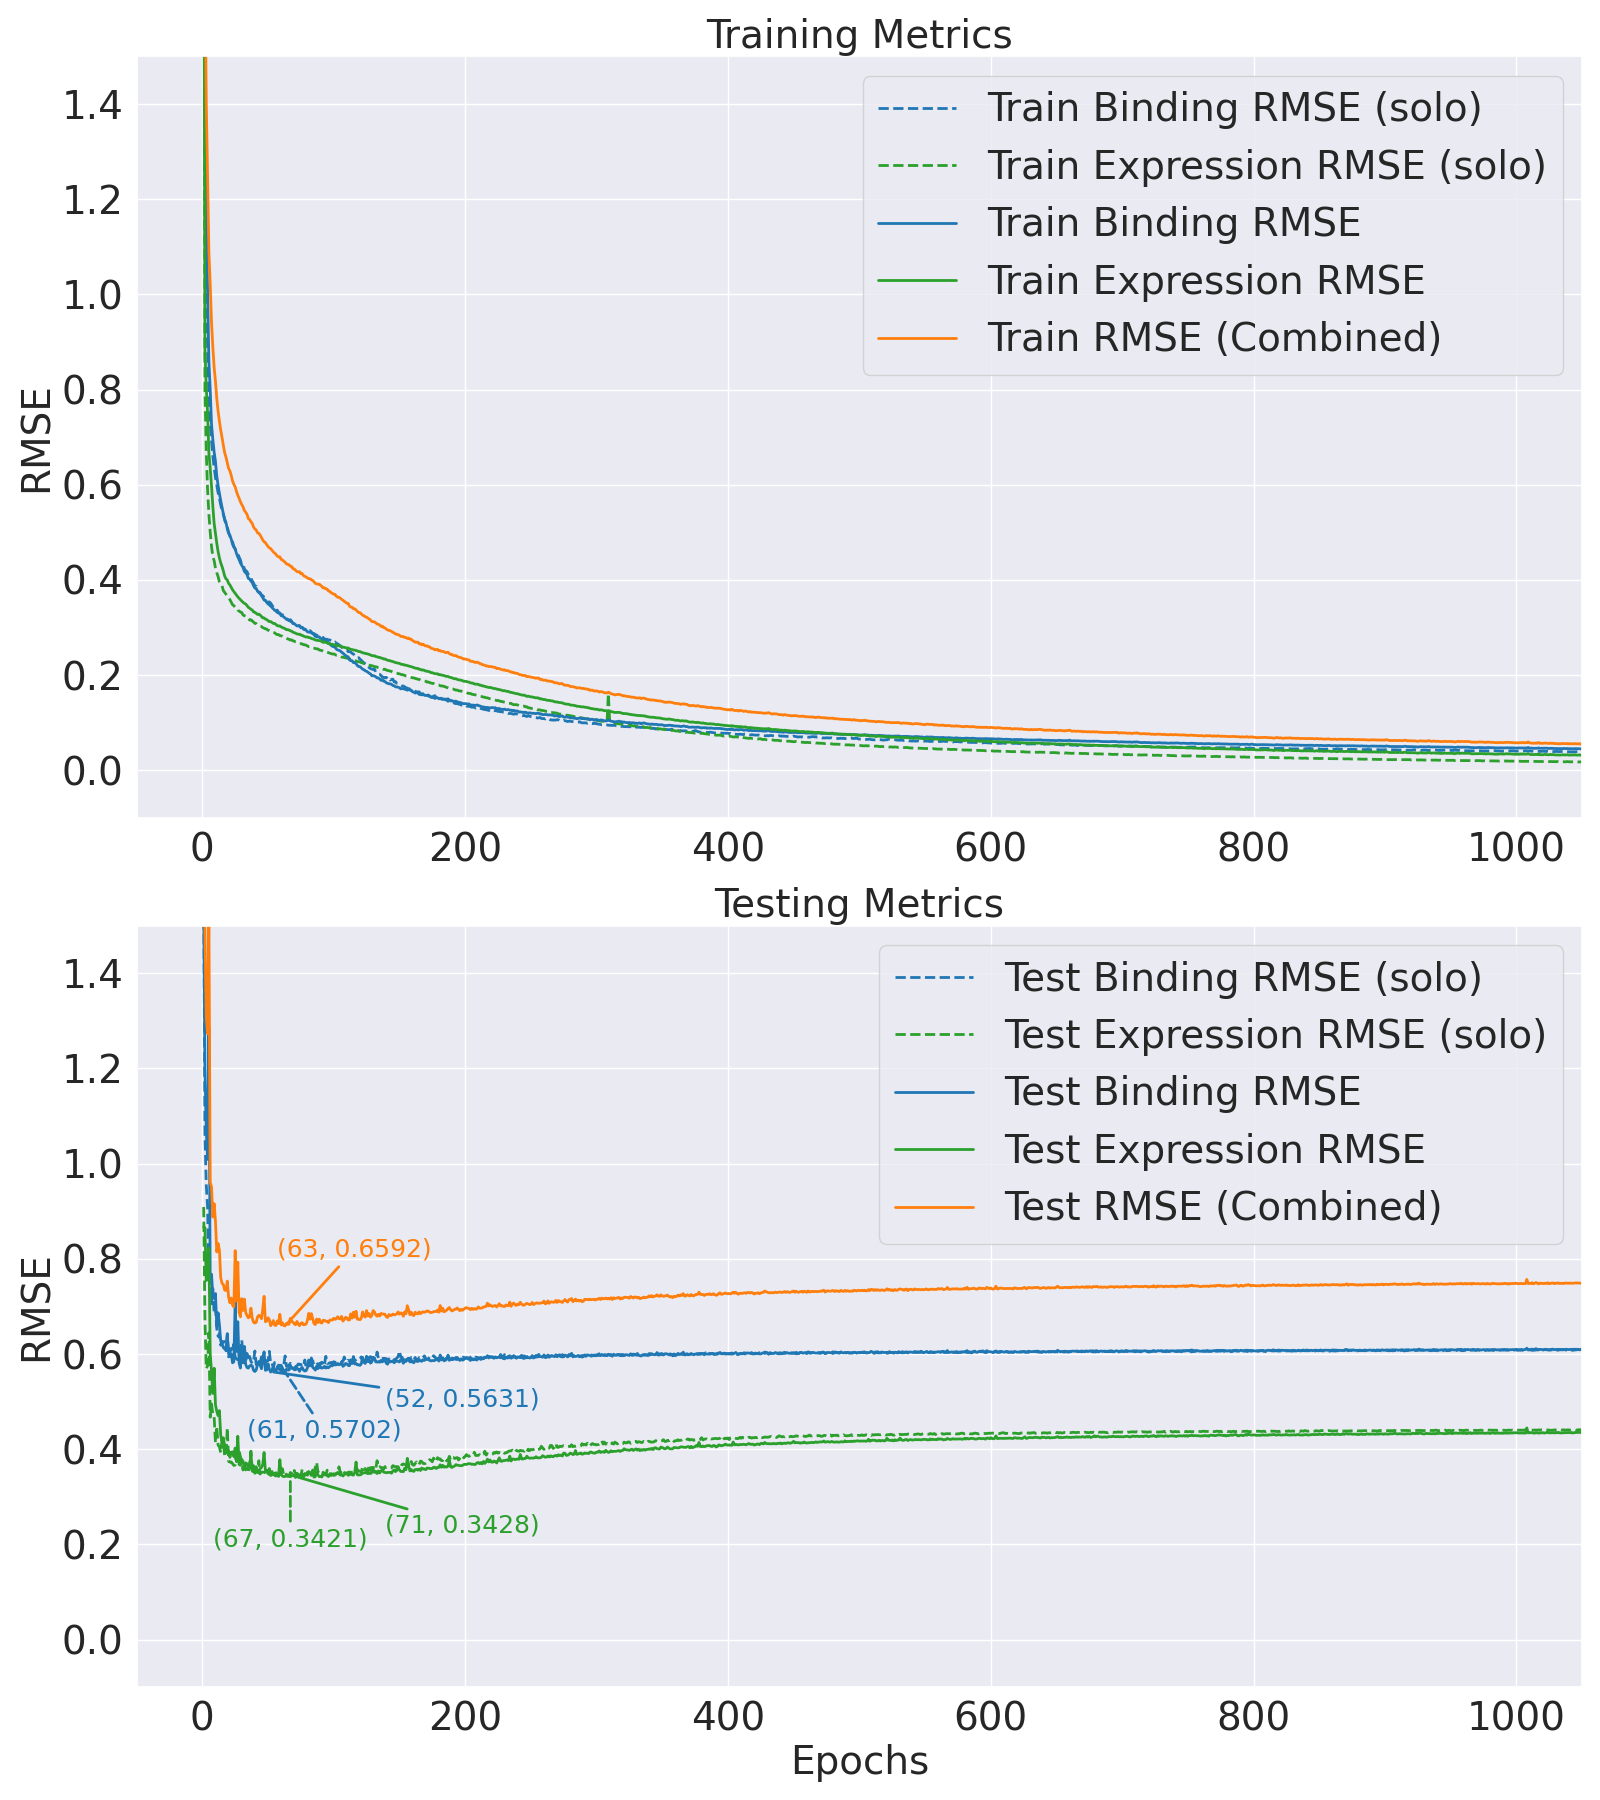 Training Metrics
1.4
1.2
1.0
0.8
0.6
0.4
0.2
0.0
RMSE
Train Binding RMSE (solo)
Train Expression RMSE (solo)
Train Binding RMSE
Train Expression RMSE
Train RMSE (Combined)
0 200 400 600 800 1000
Testing Metrics
1.4
1.2
1.0
0.8
0.6
0.4
0.2
0.0
RMSE
Test Binding RMSE (solo)
Test Expression RMSE (solo)
Test Binding RMSE
Test Expression RMSE
Test RMSE (Combined)
(63, 0.6592)
(52, 0.5631)
(61, 0.5702)
(71, 0.3428)
(67, 0.3421)
0 200 400 600 800 1000
Epochs